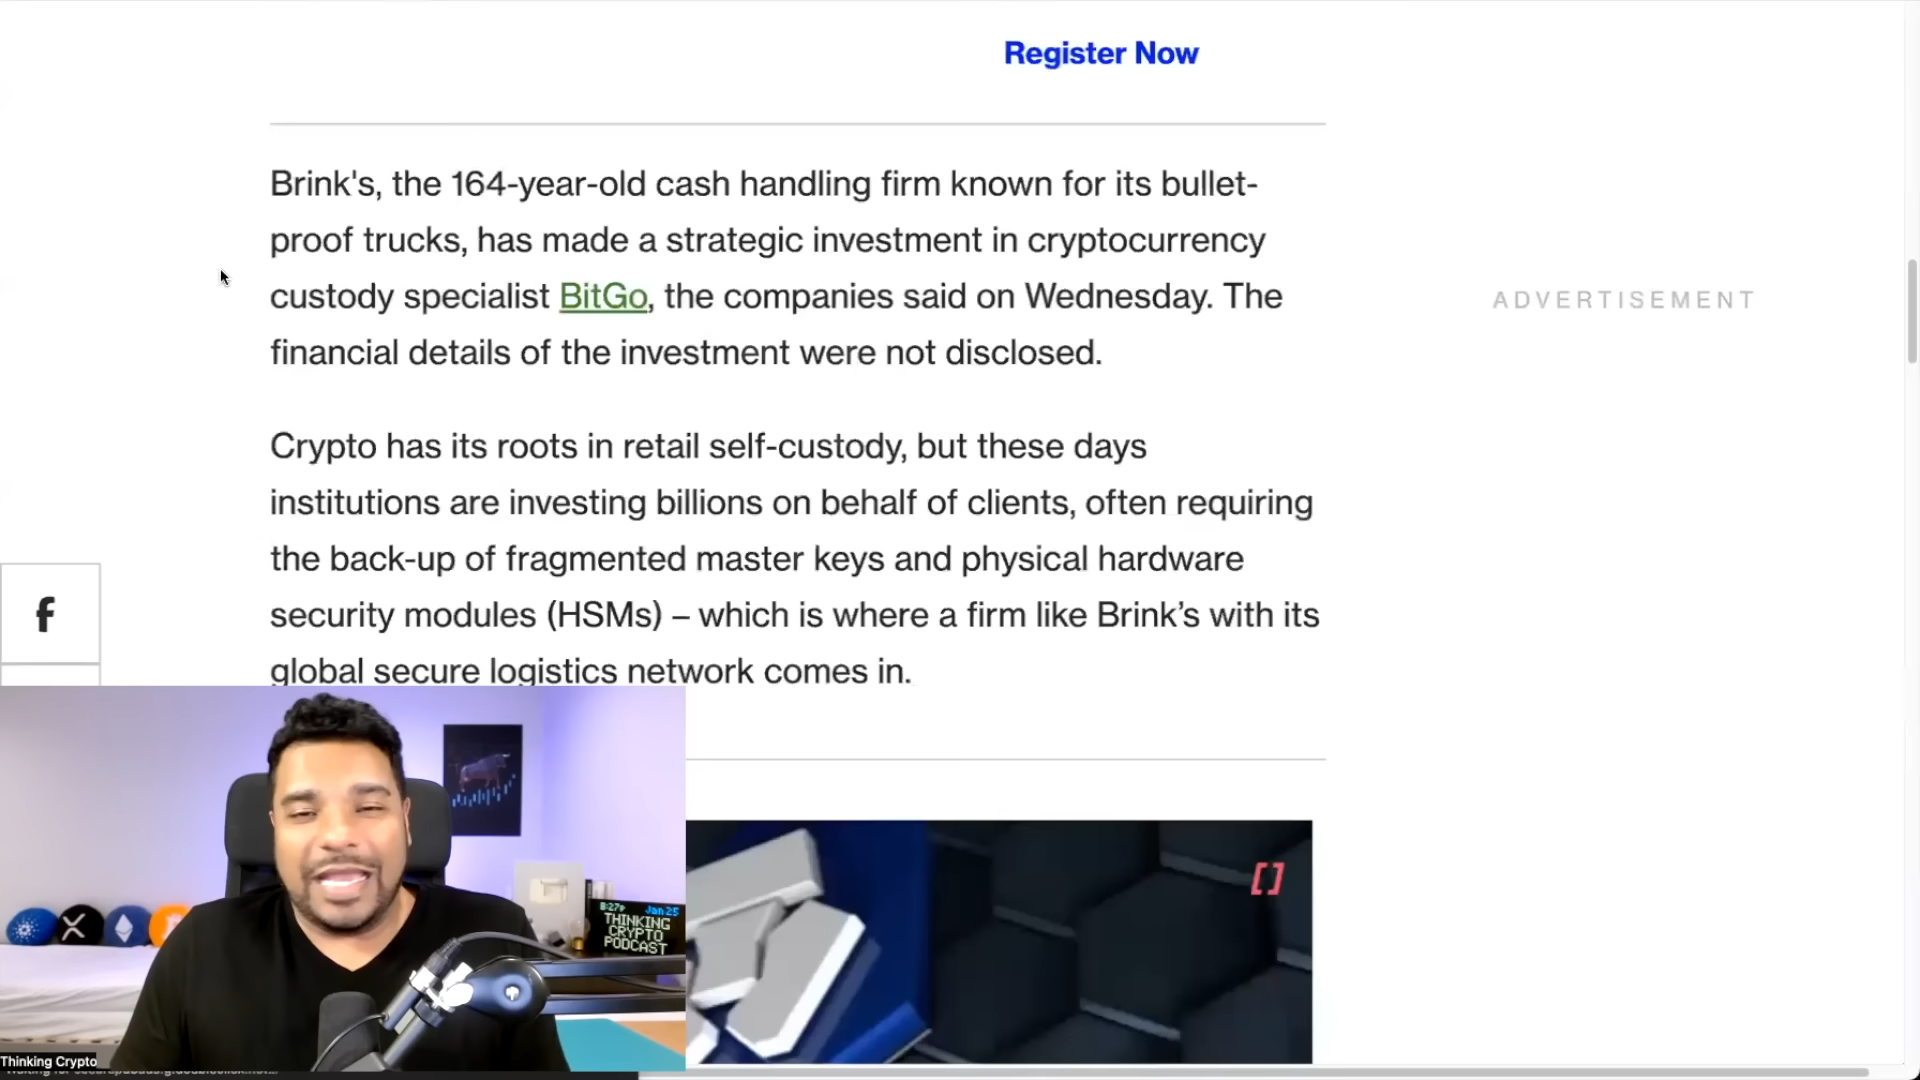 Register Now
Brink's, the 164-year-old cash handling firm known for its bullet-
proof trucks, has made a strategic investment in cryptocurrency
custody specialist BitGo, the companies said on Wednesday. The
financial details of the investment were not disclosed.
ADVERTISEMENT
Crypto has its roots in retail self-custody, but these days
institutions are investing billions on behalf of clients, often requiring
the back-up of fragmented master keys and physical hardware
security modules (HSMs) – which is where a firm like Brink’s with its
global secure logistics network comes in.
f
8:27P Jan 25
THINKING
CRYPTO
PODCAST
Thinking Crypto